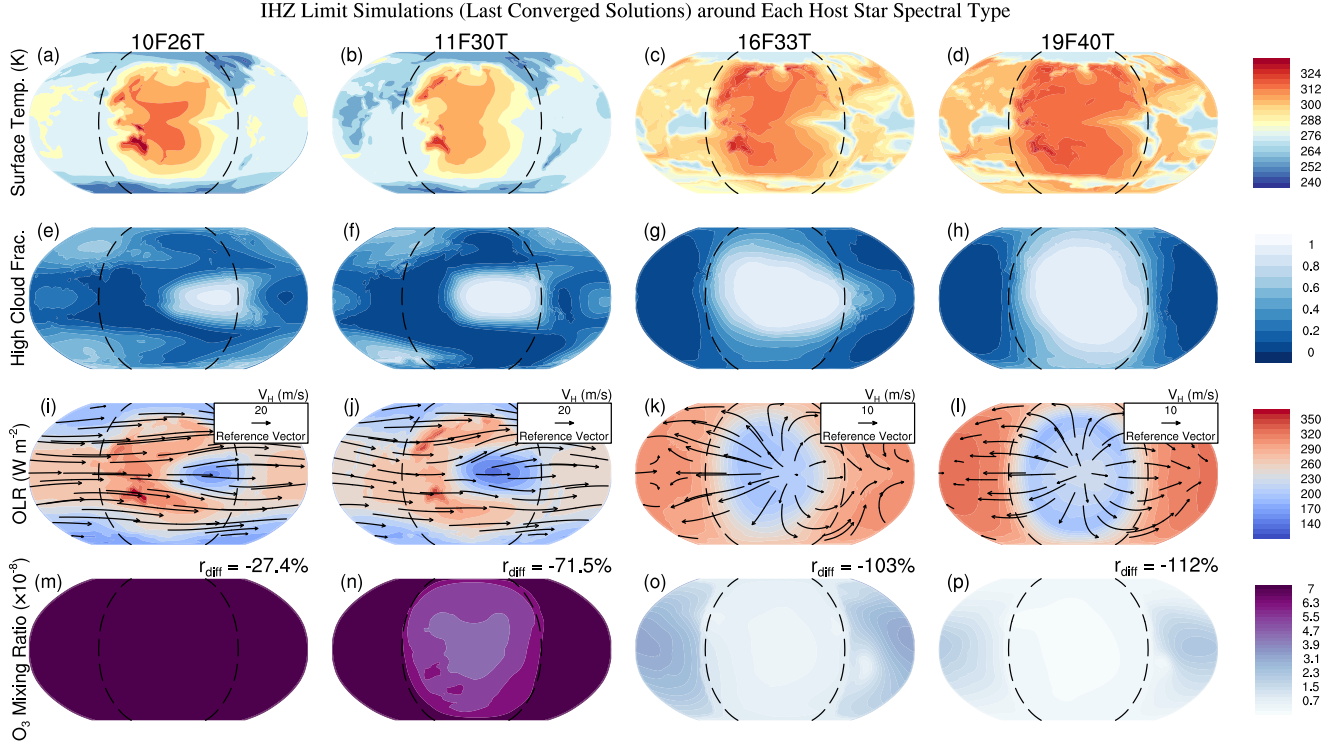 IHZ Limit Simulations (Last Converged Solutions) around Each Host Star Spectral Type
10F26T 11F30T 16F33T 19F40T
Surface Temp. (K)
(a) (b) (c) (d)
324
312
300
288
276
264
252
240
High Cloud Frac.
(e) (f) (g) (h)
1
0.8
0.6
0.4
0.2
0
OLR (W m⁻²)
(i) (j) (k) (l)
V_H (m/s) V_H (m/s) V_H (m/s) V_H (m/s)
20 20 10 10
Reference Vector Reference Vector Reference Vector Reference Vector
350
320
290
260
230
200
170
140
O₃ Mixing Ratio (×10⁻⁸)
r_diff = -27.4% r_diff = -71.5% r_diff = -103% r_diff = -112%
(m) (n) (o) (p)
7
6.3
5.5
4.7
3.9
3.1
2.3
1.5
0.7